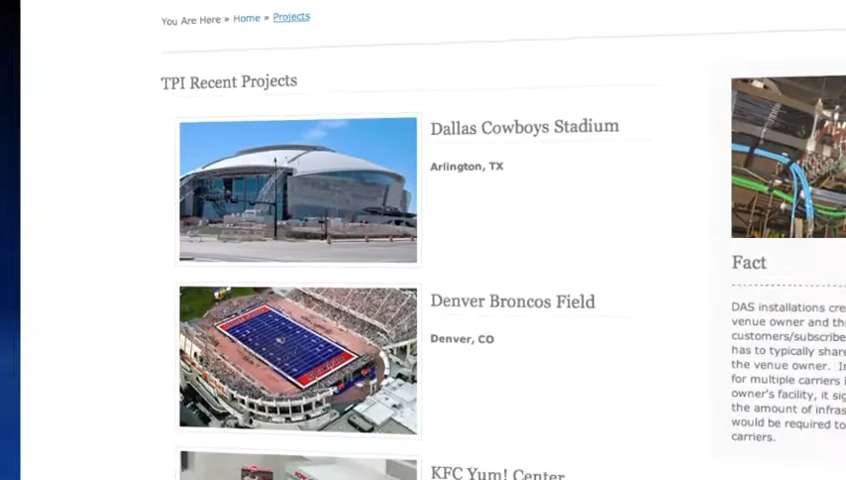 You Are Here » Home » Projects
TPI Recent Projects
Dallas Cowboys Stadium
Arlington, TX
Denver Broncos Field
Denver, CO
KFC Yum! Center
Fact
DAS installations cre
venue owner and the
customers/subscribe
has to typically share
the venue owner. I
for multiple carriers
owner's facility, it sig
the amount of infras
would be required to
carriers.